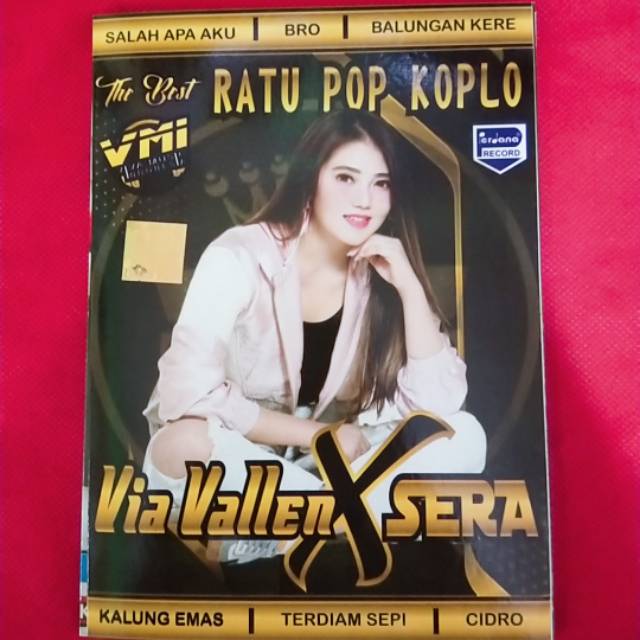 SALAH APA AKU | BRO | BALUNGAN KERE
The Best RATU POP KOPLO
VMI
Perdana
RECORD
Via Vallen X SERA
KALUNG EMAS | TERDIAM SEPI | CIDRO